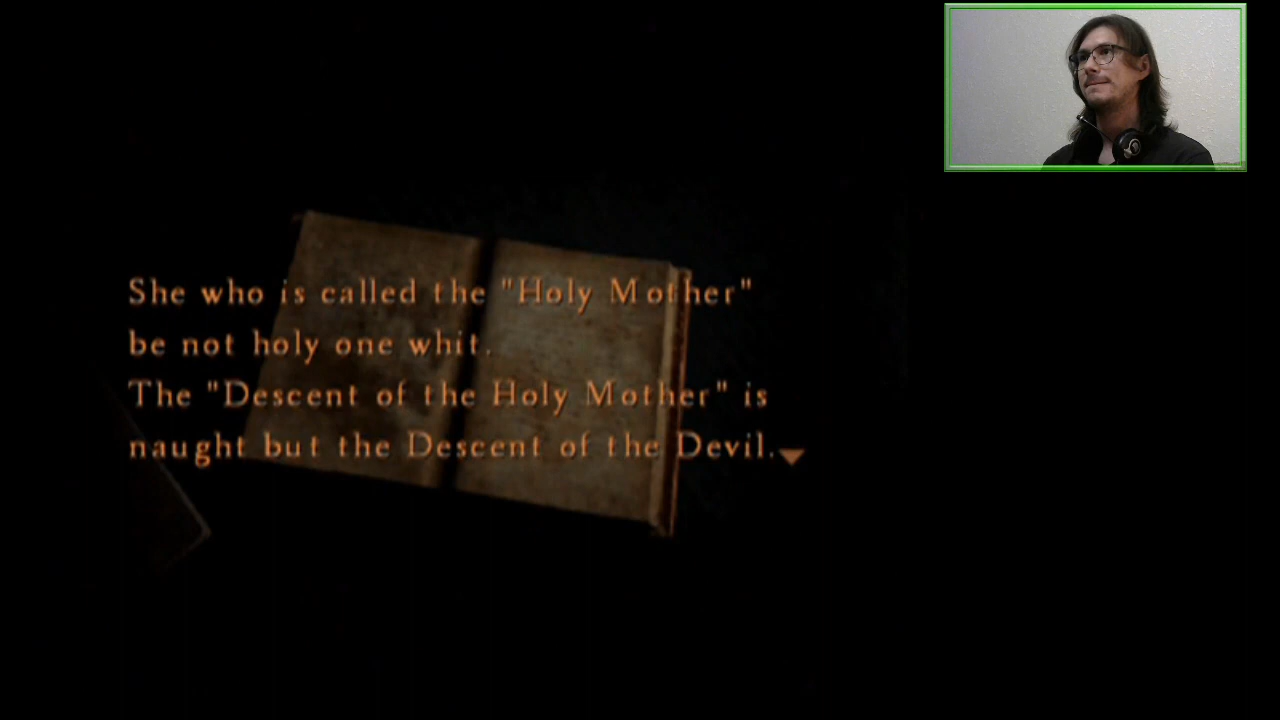 She who is called the "Holy Mother"
be not holy one whit.
The "Descent of the Holy Mother" is
naught but the Descent of the Devil.